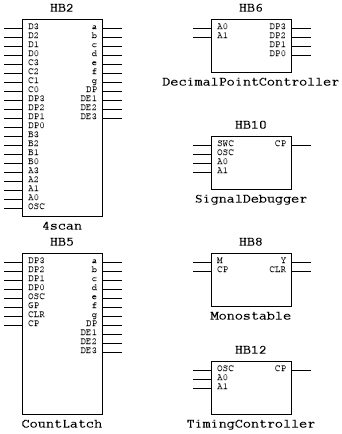 HB2
D3 a
D2 b
D1 c
D0 d
C3 e
C2 f
C1 g
C0 DP
DP3 DE1
DP2 DE2
DP1 DE3
DP0
B3
B2
B1
B0
A3
A2
A1
A0
OSC
4scan
HB6
A0 DP3
A1 DP2
DP1
DP0
DecimalPointController
HB10
SWC CP
OSC
A0
A1
SignalDebugger
HB5
DP3 a
DP2 b
DP1 c
DP0 d
OSC e
GP f
CLR g
CP DP
DE1
DE2
DE3
CountLatch
HB8
M Y
CP CLR
Monostable
HB12
OSC CP
A0
A1
TimingController